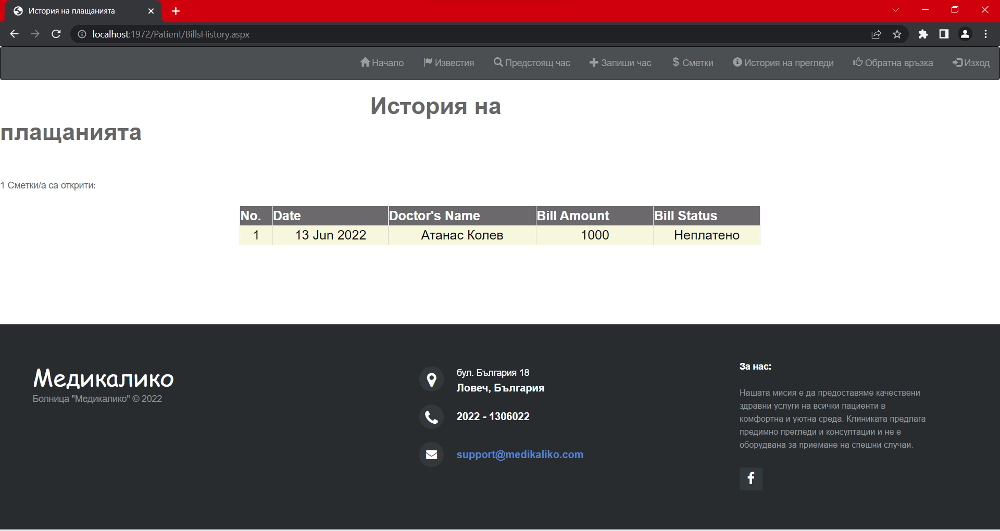 История на плащанията
localhost:1972/Patient/BillsHistory.aspx
Начало Известия Предстоящ час Запиши час Сметки История на прегледи Обратна връзка Изход
История на
плащанията
1 Сметки/а са открити:
No. Date Doctor's Name Bill Amount Bill Status
1 13 Jun 2022 Атанас Колев 1000 Неплатено
Медикалико
Болница "Медикалико" © 2022
бул. България 18
Ловеч, България
2022 - 1306022
support@medikaliko.com
За нас:
Нашата мисия е да предоставяме качествени
здравни услуги на всички пациенти в
комфортна и уютна среда. Клиниката предлага
предимно прегледи и консултации и не е
оборудвана за приемане на спешни случаи.